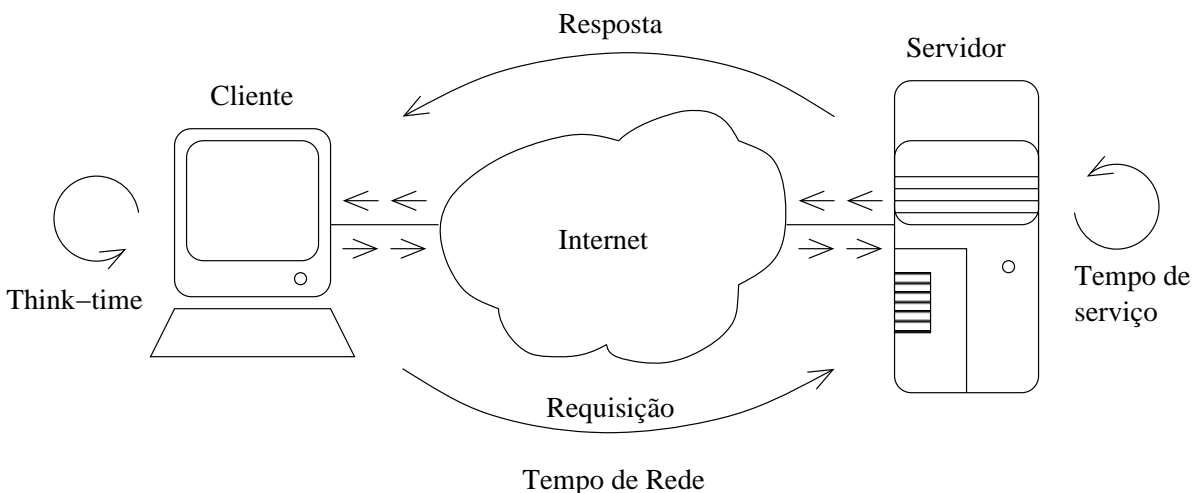 Resposta
Servidor
Cliente
Internet
Think−time
Tempo de
serviço
Requisição
Tempo de Rede